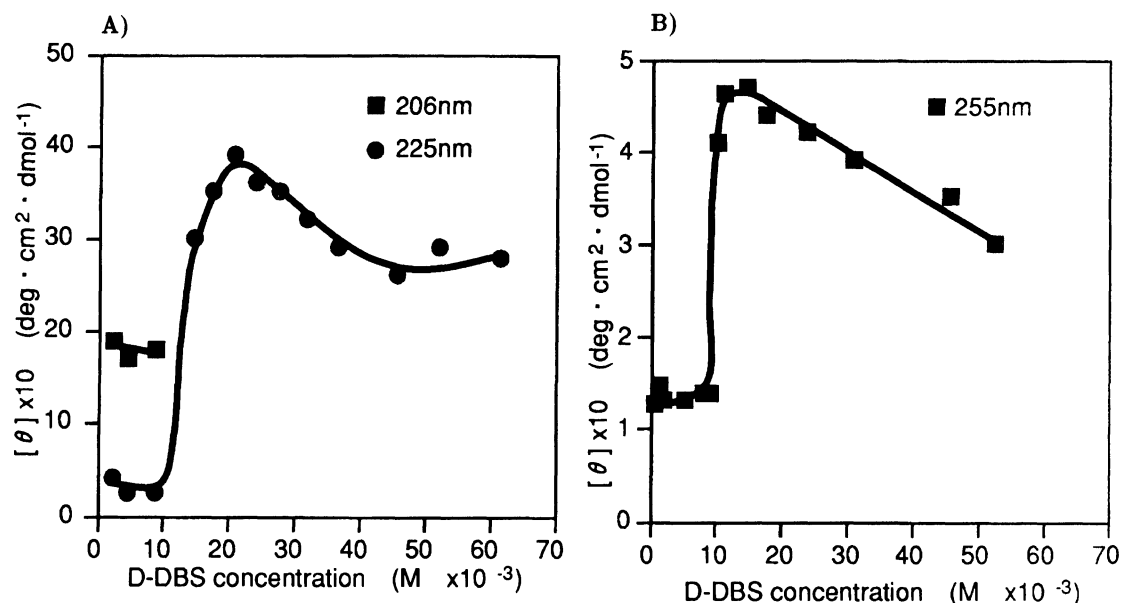 A)
50
40
30
20
10
0
[θ] x10 (deg · cm² · dmol⁻¹)
■ 206nm
● 225nm
0 10 20 30 40 50 60 70
D-DBS concentration (M x10⁻³)
B)
5
4
3
2
1
0
[θ] x10 (deg · cm² · dmol⁻¹)
■ 255nm
0 10 20 30 40 50 60 70
D-DBS concentration (M x10⁻³)